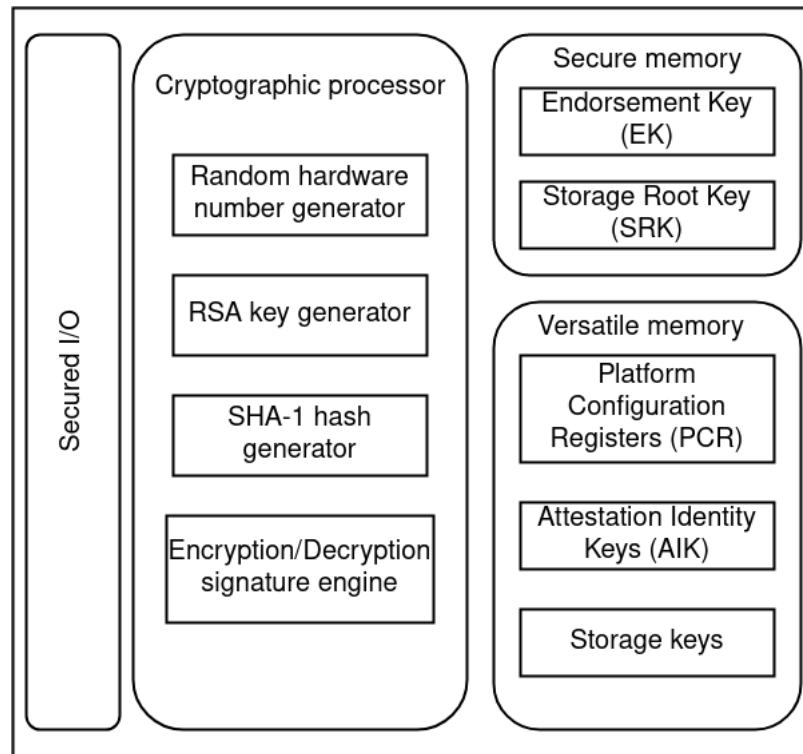 Secured I/O
Cryptographic processor
Random hardware
number generator
RSA key generator
SHA-1 hash
generator
Encryption/Decryption
signature engine
Secure memory
Endorsement Key
(EK)
Storage Root Key
(SRK)
Versatile memory
Platform
Configuration
Registers (PCR)
Attestation Identity
Keys (AIK)
Storage keys